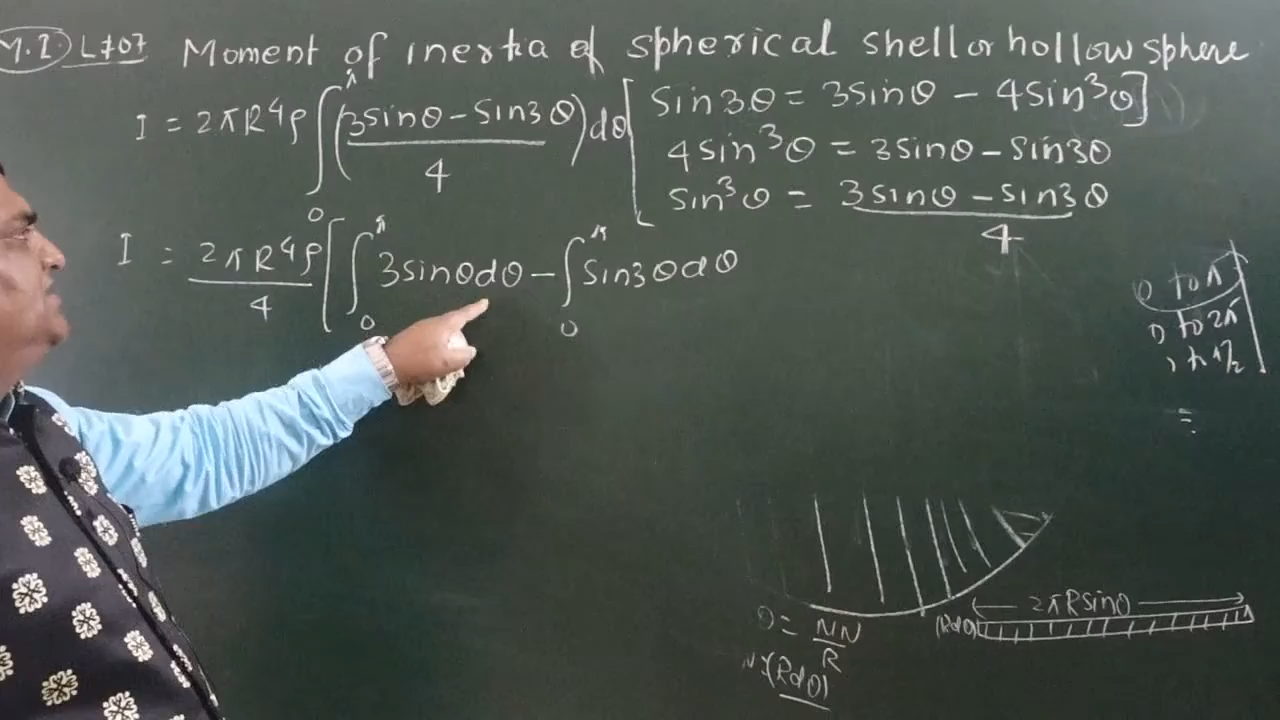 M.I L+07 Moment of inertia of spherical shell or hollow sphere
I = 2πR⁴ρ ∫₀^π (3sinθ - Sin3θ / 4) dθ
[Sin3θ = 3sinθ - 4sin³θ]
4sin³θ = 3sinθ - sin3θ
sin³θ = 3sinθ - sin3θ / 4
I = 2πR⁴ρ / 4 [ ∫₀^π 3sinθdθ - ∫₀^π Sin3θdθ
0 to π
0 to 2π
π/2
=
2πRsinθ
(Rdθ)
θ = MN / R
(Rdθ)